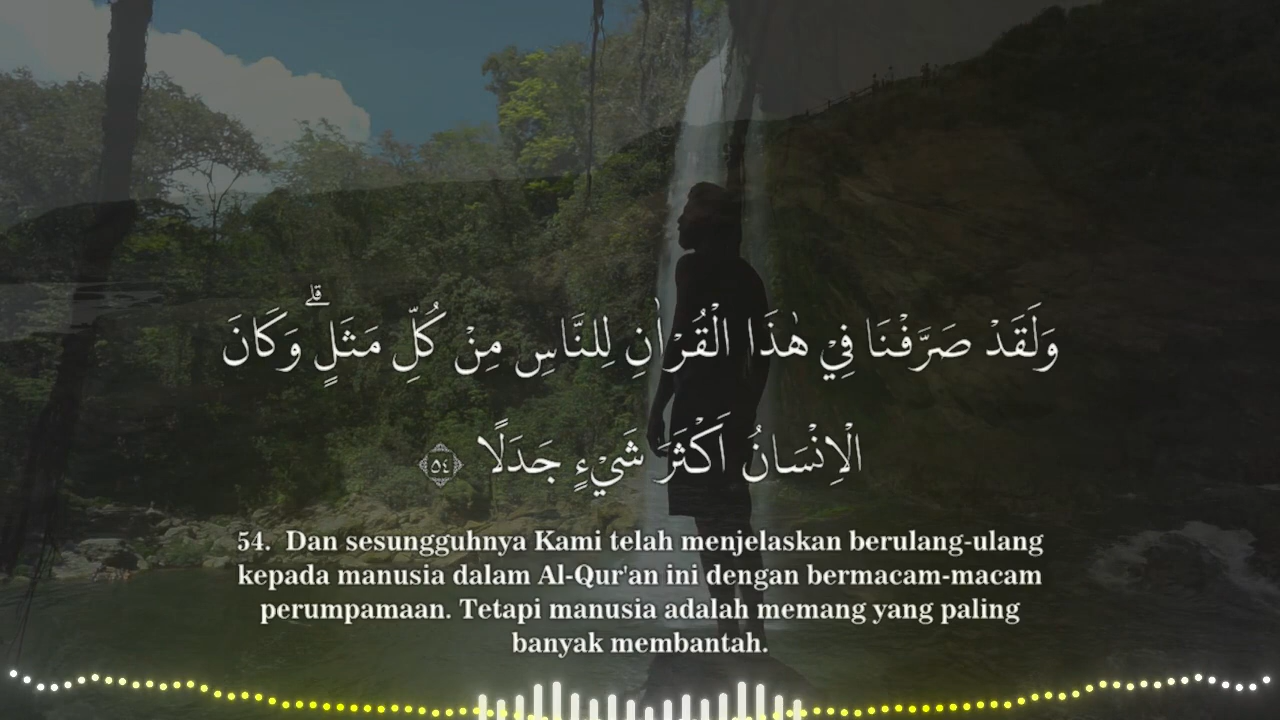 وَلَقَدْ صَرَّفْنَا فِيْ هٰذَا الْقُرْاٰنِ لِلنَّاسِ مِنْ كُلِّ مَثَلٍۗ وَكَانَ
الْاِنْسَانُ اَكْثَرَ شَيْءٍ جَدَلًا ٥٤
54. Dan sesungguhnya Kami telah menjelaskan berulang-ulang
kepada manusia dalam Al-Qur'an ini dengan bermacam-macam
perumpamaan. Tetapi manusia adalah memang yang paling
banyak membantah.